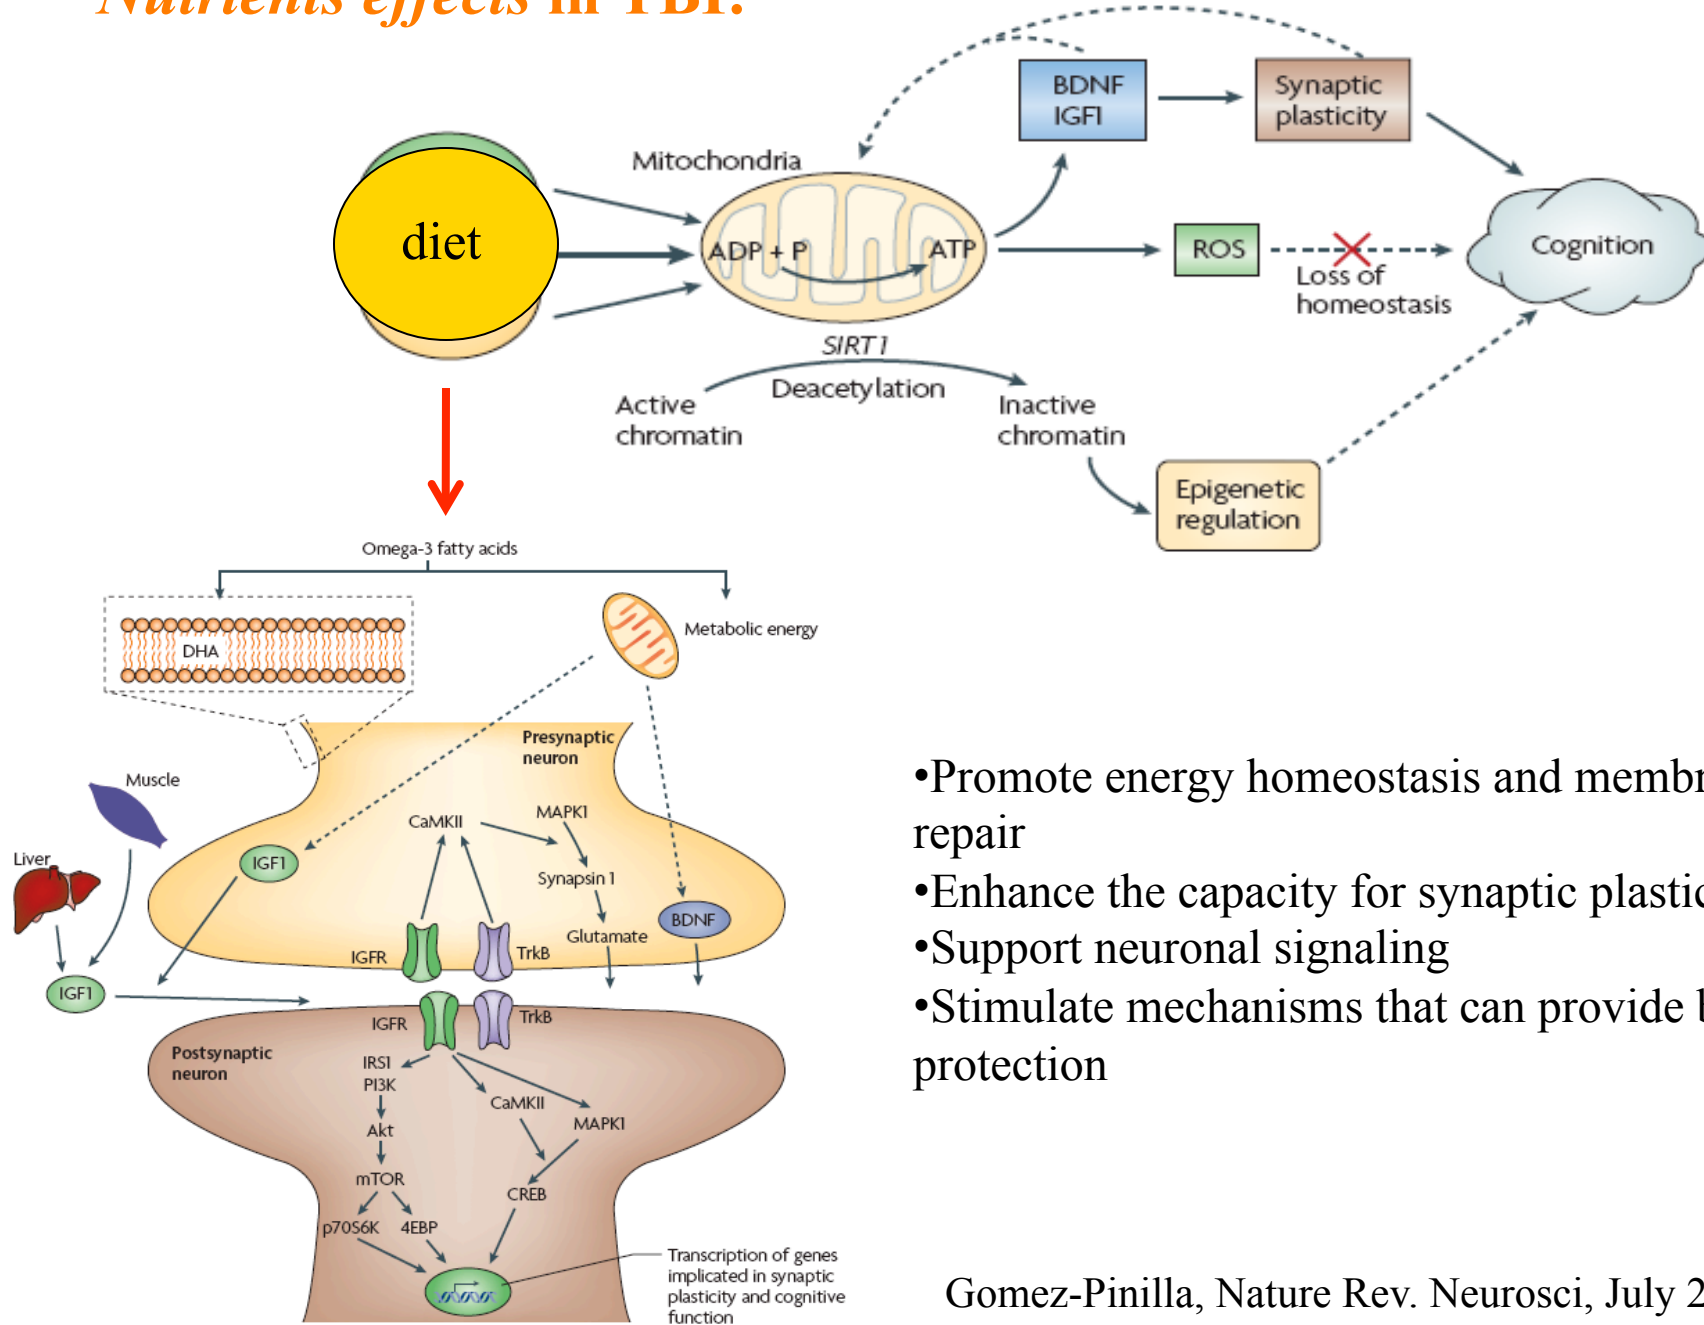 Nutrients effects in TBI:
diet
Mitochondria
ADP + P
ATP
BDNF
IGF1
Synaptic
plasticity
ROS
Loss of
homeostasis
Cognition
SIRT1
Deacetylation
Active
chromatin
Inactive
chromatin
Epigenetic
regulation
Omega-3 fatty acids
DHA
Metabolic energy
Presynaptic
neuron
Muscle
Liver
IGF1
CaMKII
MAPK1
Synapsin 1
Glutamate
BDNF
IGFR
TrkB
IGF1
IGFR
TrkB
Postsynaptic
neuron
IRS1
PI3K
Akt
mTOR
p70S6K
4EBP
CaMKII
MAPK1
CREB
Transcription of genes
implicated in synaptic
plasticity and cognitive
function
•Promote energy homeostasis and
repair
•Enhance the capacity for synaptic
•Support neuronal signaling
•Stimulate mechanisms that can provide
protection
Gomez-Pinilla, Nature Rev. Neurosci, July